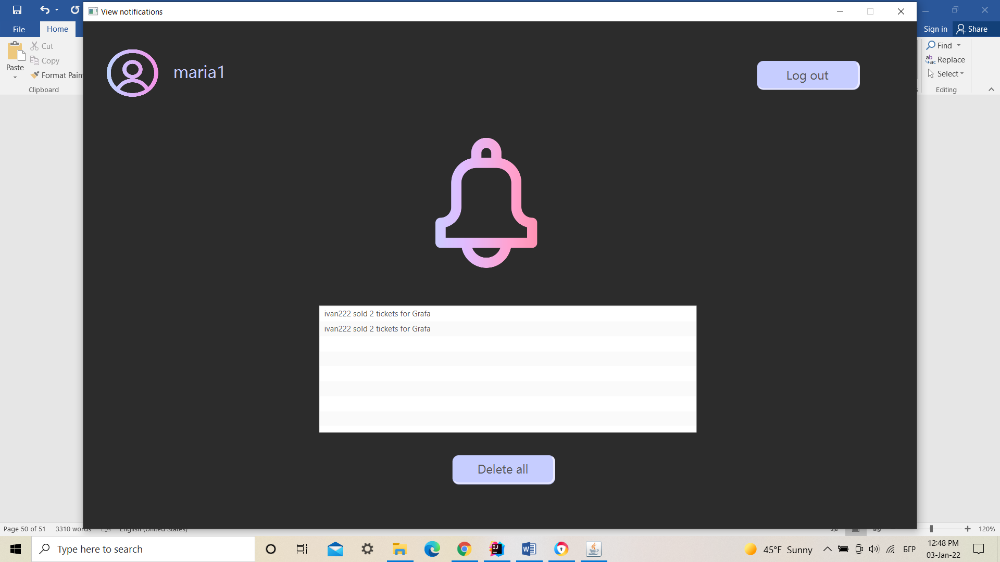 View notifications
File
Home
Sign in
Share
Paste
Cut
Copy
Format Pain
Clipboard
Find
Replace
Select
Editing
maria1
Log out
ivan222 sold 2 tickets for Grafa
ivan222 sold 2 tickets for Grafa
Delete all
Page 50 of 51
3310 words
English (United States)
120%
Type here to search
45°F Sunny
БГР
12:48 PM
03-Jan-22